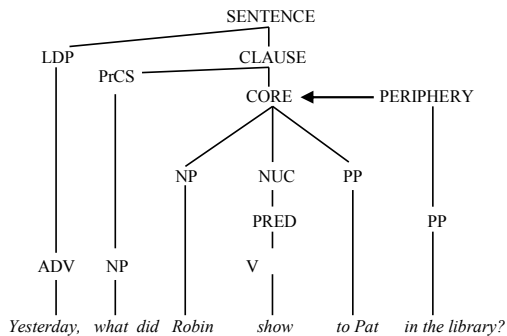 SENTENCE
LDP CLAUSE
PrCS
CORE PERIPHERY
NP NUC PP
PRED PP
ADV NP V
Yesterday, what did Robin show to Pat in the library?